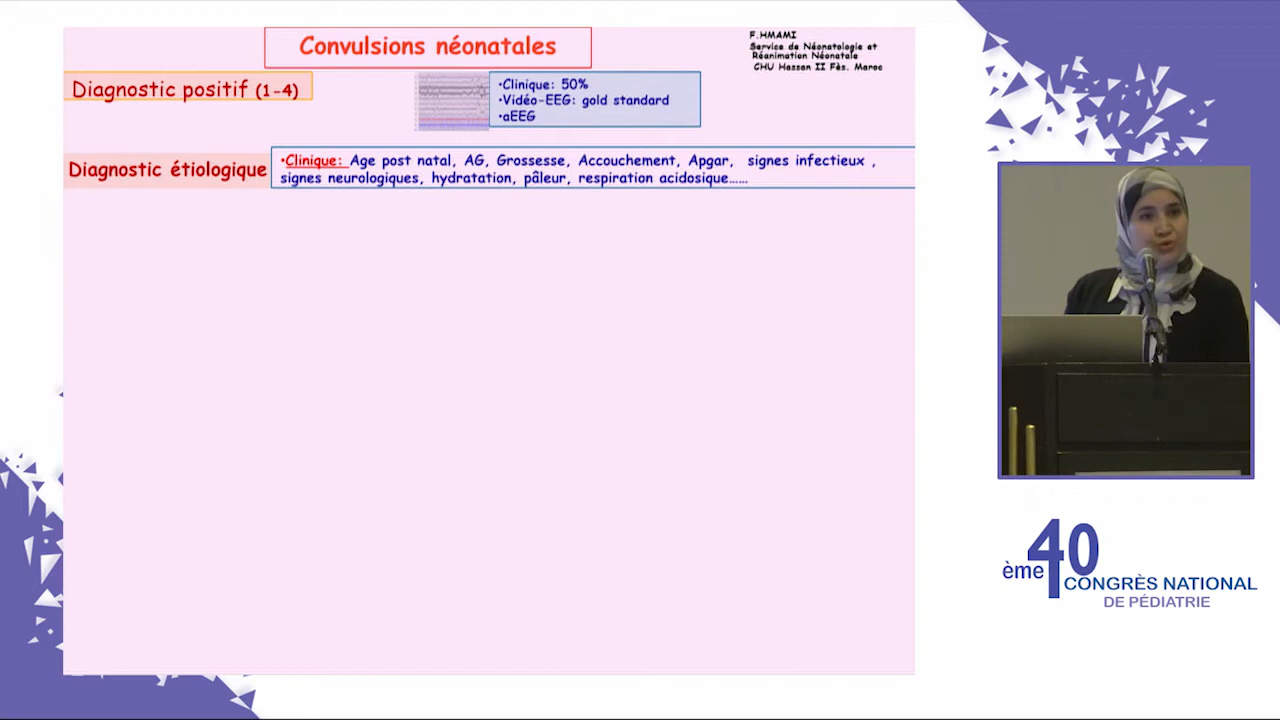 Convulsions néonatales
F.HMAMI
Service de Néonatologie et
Réanimation Néonatale
CHU Hassan II Fès. Maroc
Diagnostic positif (1-4)
•Clinique: 50%
•Vidéo-EEG: gold standard
•aEEG
Diagnostic étiologique
•Clinique: Age post natal, AG, Grossesse, Accouchement, Apgar, signes infectieux ,
signes neurologiques, hydratation, pâleur, respiration acidosique……
40
ème
CONGRÈS NATIONAL
DE PÉDIATRIE